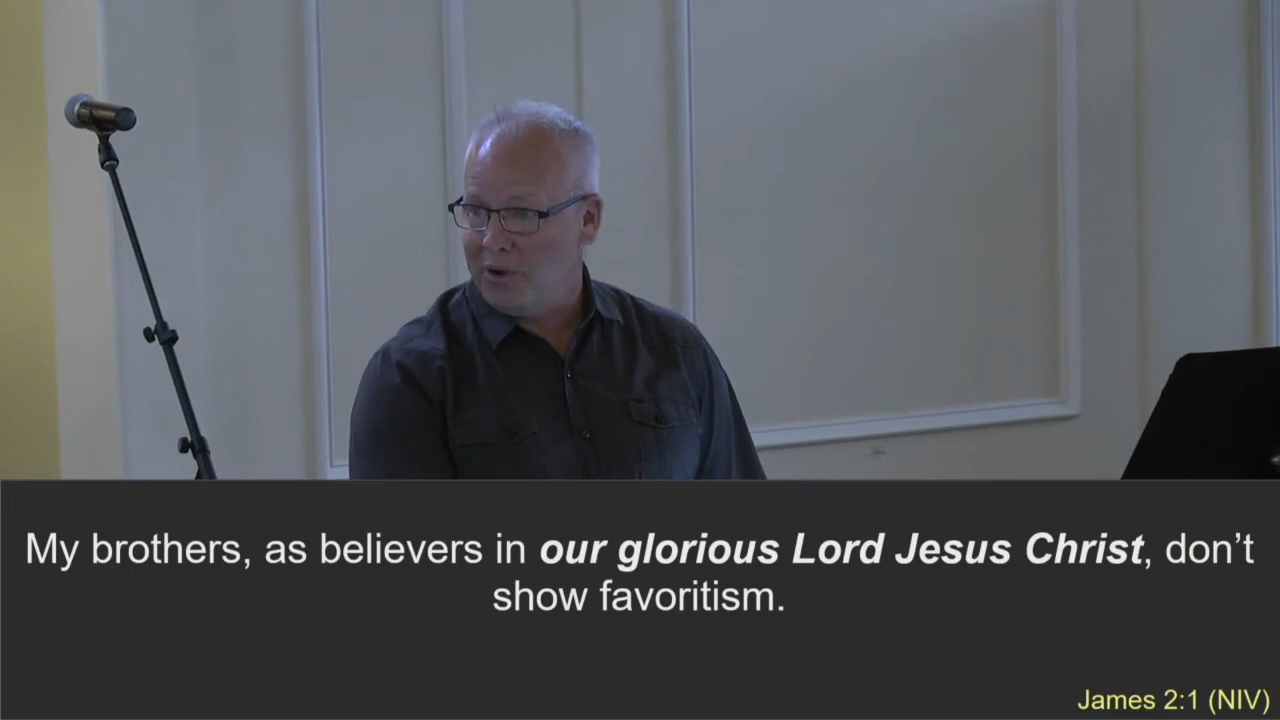 My brothers, as believers in our glorious Lord Jesus Christ, don’t
show favoritism.
James 2:1 (NIV)